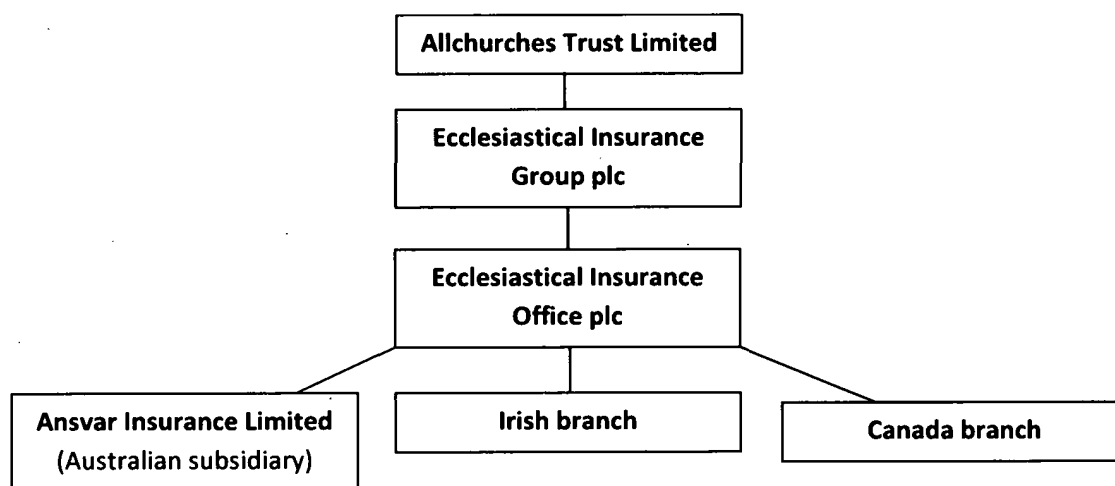 Allchurches Trust Limited
Ecclesiastical Insurance
Group plc
Ecclesiastical Insurance
Office plc
Ansvar Insurance Limited
(Australian subsidiary)
Irish branch
Canada branch